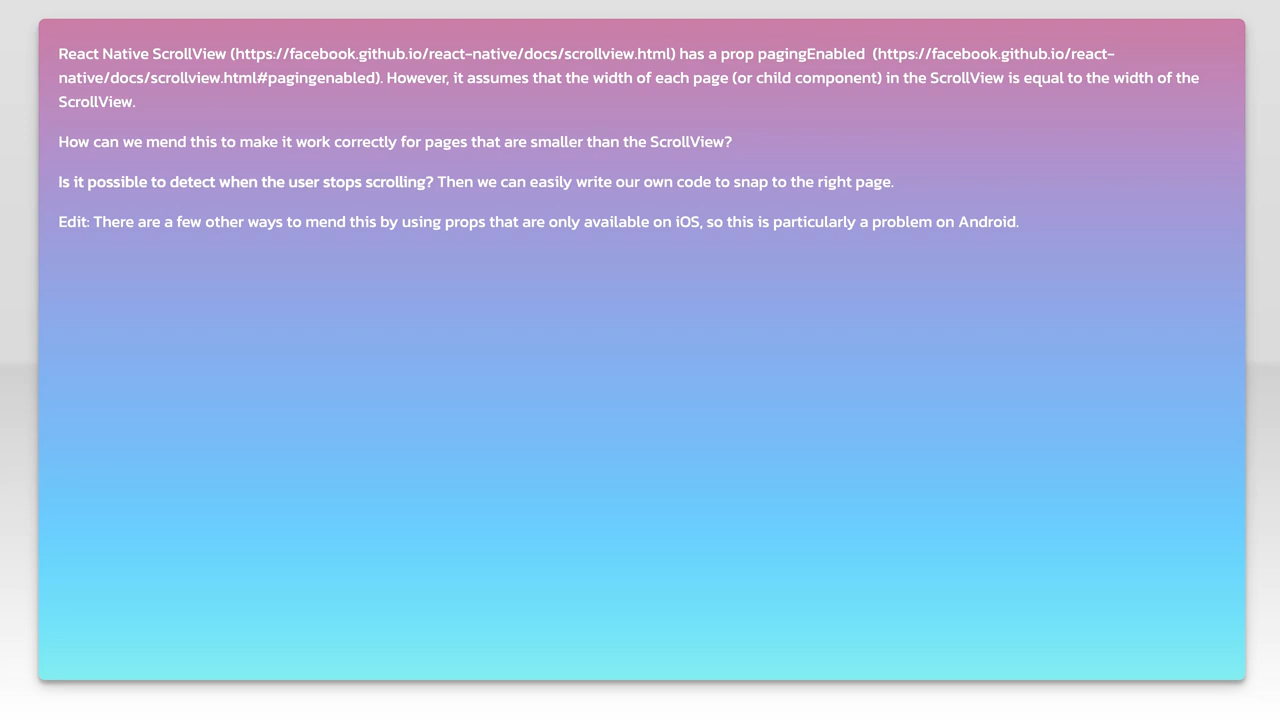 React Native ScrollView (https://facebook.github.io/react-native/docs/scrollview.html) has a prop pagingEnabled  (https://facebook.github.io/react-
native/docs/scrollview.html#pagingenabled). However, it assumes that the width of each page (or child component) in the ScrollView is equal to the width of the
ScrollView.
How can we mend this to make it work correctly for pages that are smaller than the ScrollView?
Is it possible to detect when the user stops scrolling? Then we can easily write our own code to snap to the right page.
Edit: There are a few other ways to mend this by using props that are only available on iOS, so this is particularly a problem on Android.